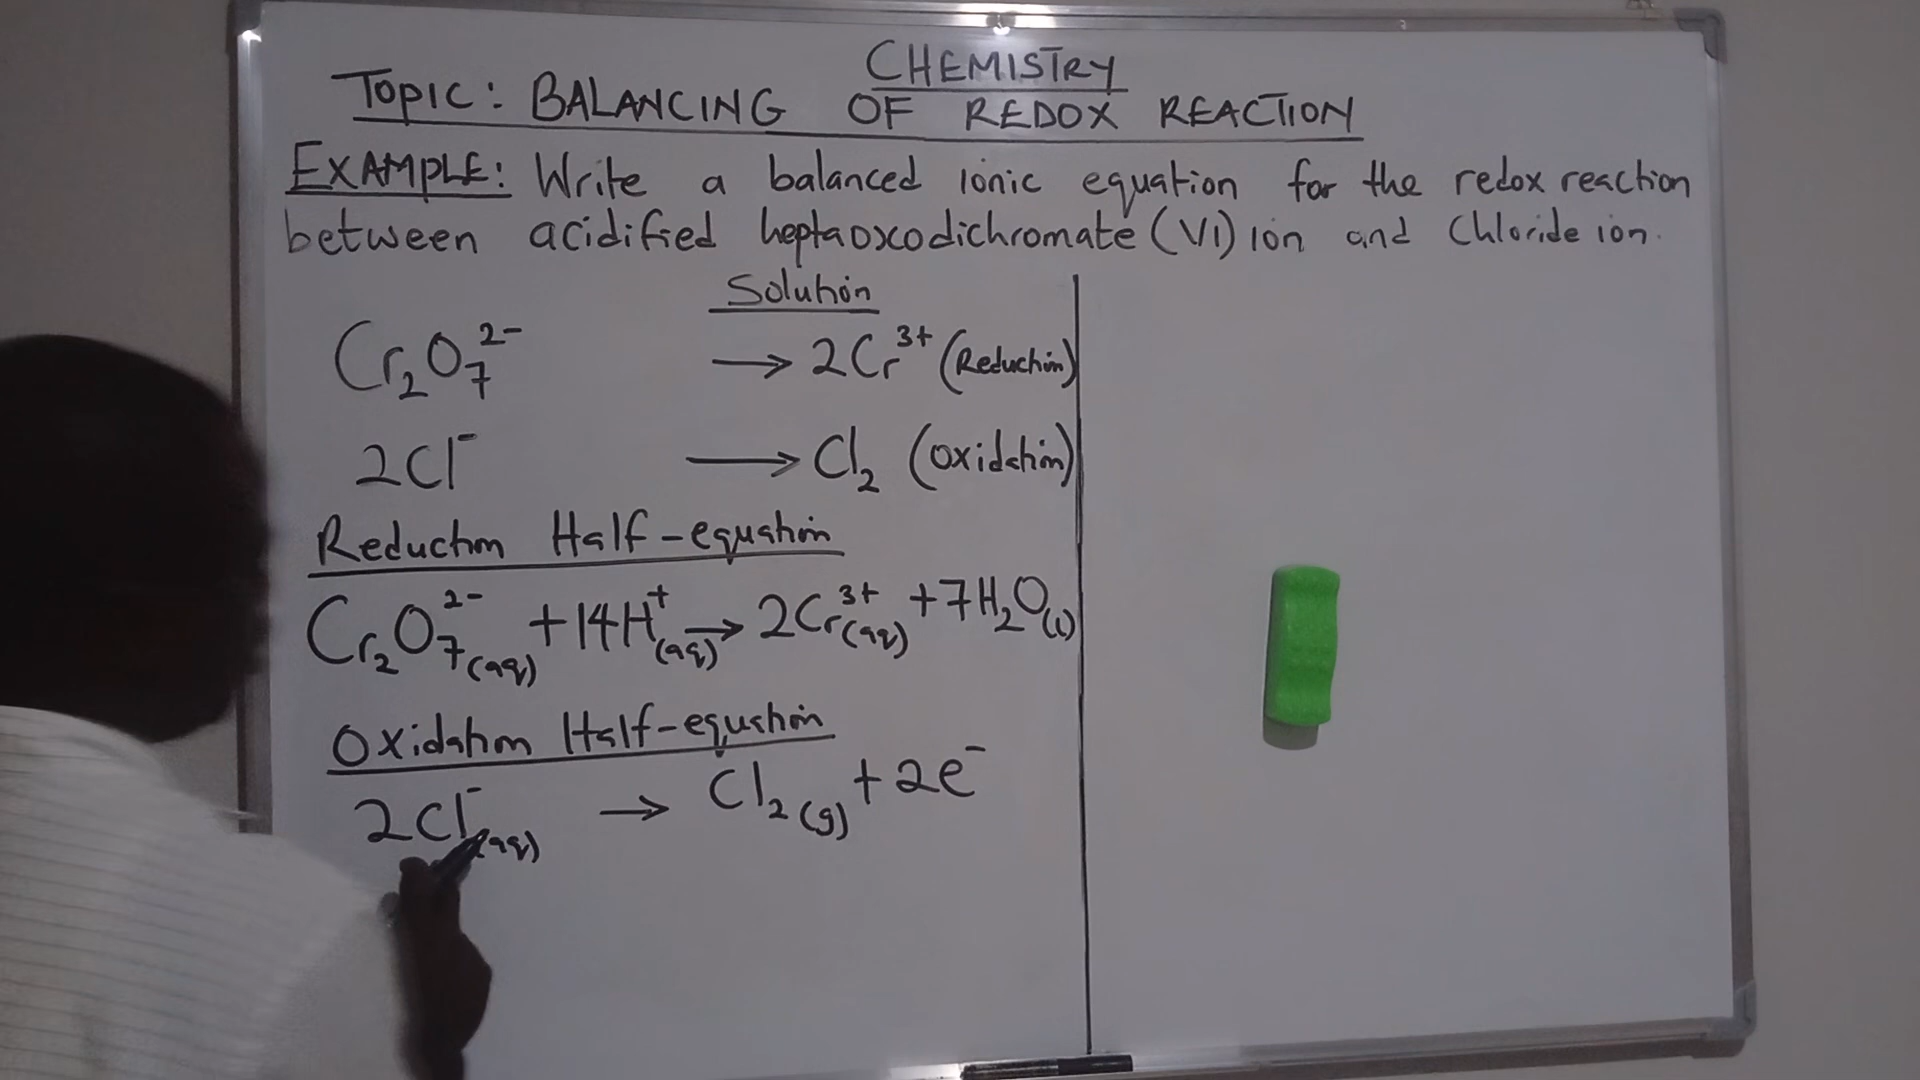 CHEMISTRY
TOPIC: BALANCING OF REDOX REACTION
EXAMPLE: Write a balanced ionic equation for the redox reaction
between acidified heptaoxodichromate (VI) ion and Chloride ion.
Solution
Cr₂O₇²⁻ → 2Cr³⁺ (Reduction)
2Cl⁻ → Cl₂ (Oxidation)
Reduction Half-equation
Cr₂O₇²⁻(aq) + 14H⁺(aq) → 2Cr³⁺(aq) + 7H₂O(l)
Oxidation Half-equation
2Cl⁻(aq) → Cl₂(g) + 2e⁻